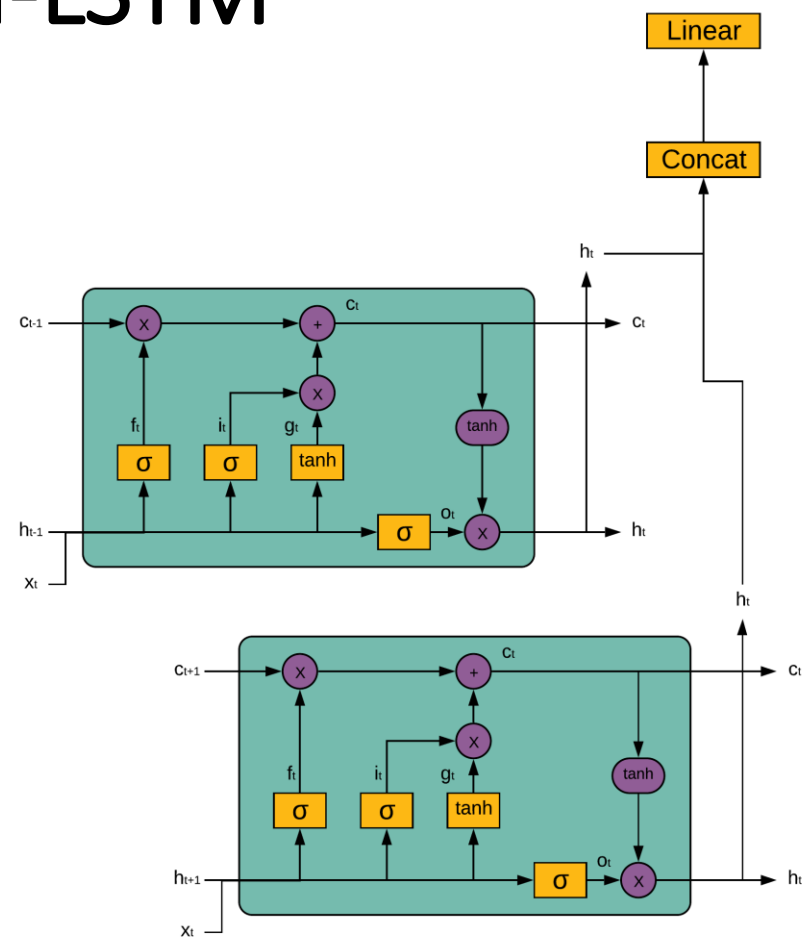 -LSTM
Linear
Concat
hₜ
cₜ
cₜ₋₁ x + cₜ
x
fₜ iₜ gₜ tanh
σ σ tanh
oₜ
hₜ₋₁ σ x hₜ
xₜ
hₜ
cₜ
cₜ₊₁ x + cₜ
x
fₜ iₜ gₜ tanh
σ σ tanh
oₜ
hₜ₊₁ σ x hₜ
xₜ